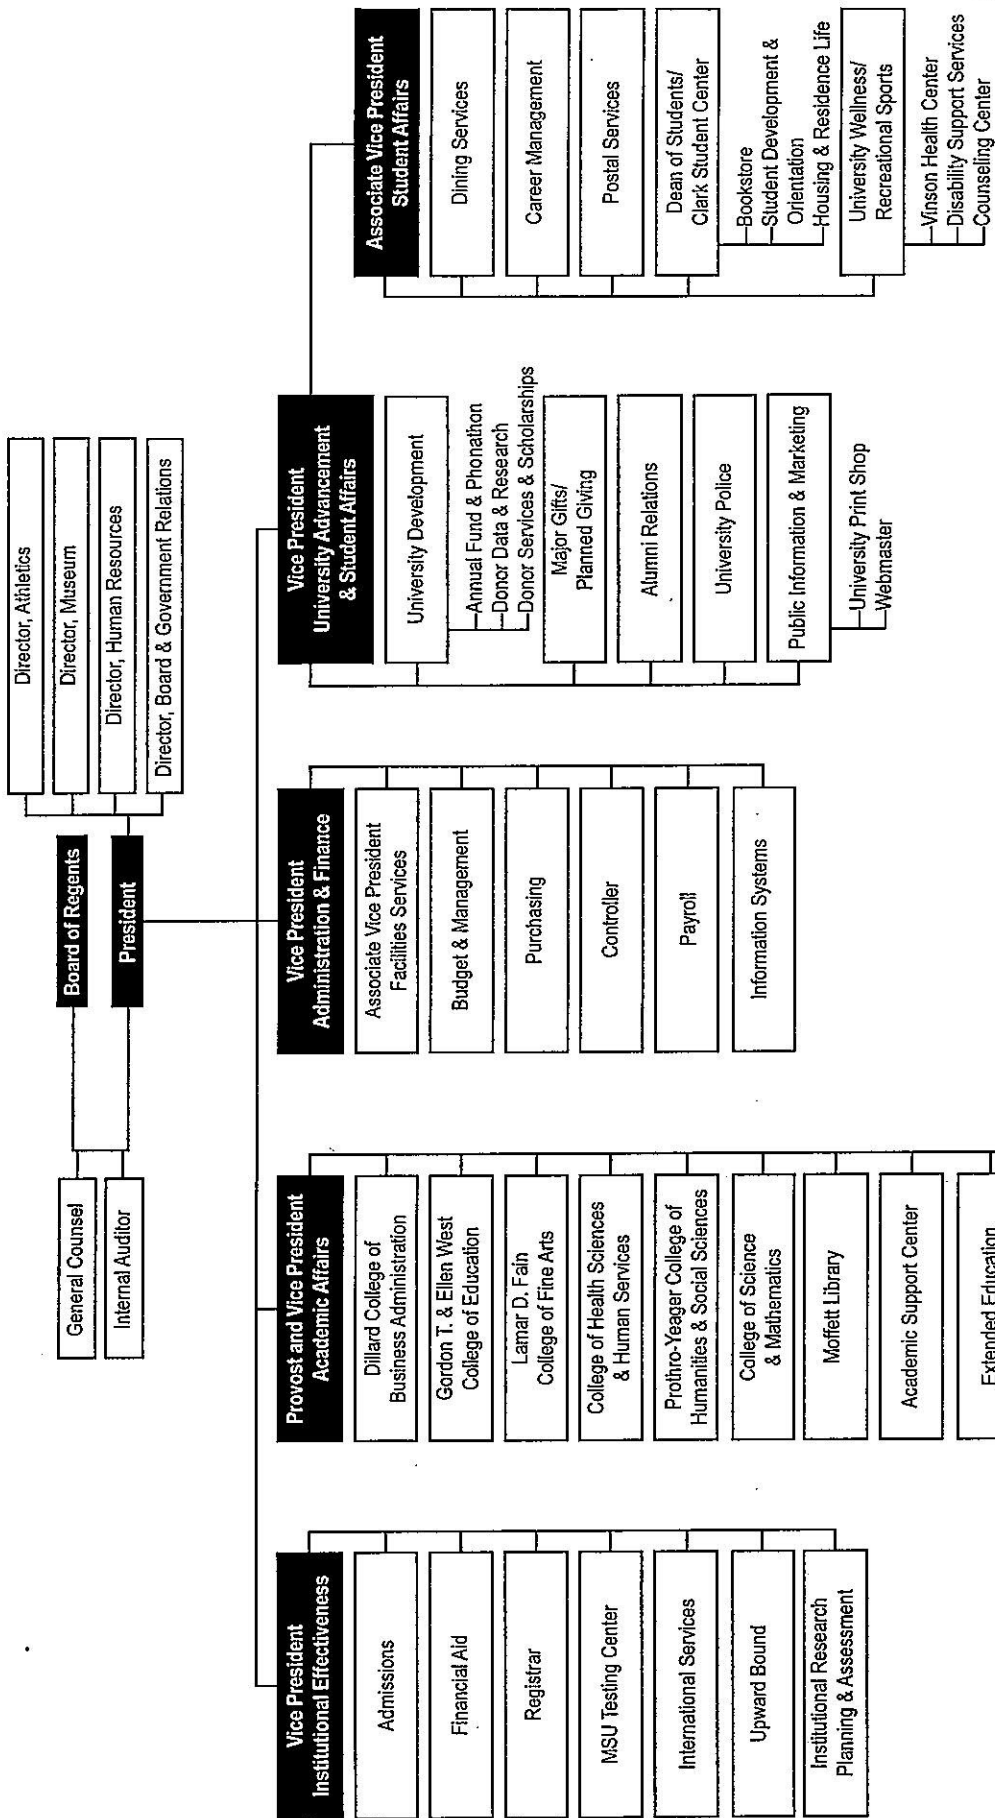 Director, Athletics
Director, Museum
Director, Human Resources
Director, Board & Government Relations
Board of Regents
President
General Counsel
Internal Auditor
Vice President
Institutional Effectiveness
Admissions
Financial Aid
Registrar
MSU Testing Center
International Services
Upward Bound
Institutional Research
Planning & Assessment
Provost and Vice President
Academic Affairs
Dillard College of
Business Administration
Gordon T. & Ellen West
College of Education
Lamar D. Fain
College of Fine Arts
College of Health Sciences
& Human Services
Prothro-Yeager College of
Humanities & Social Sciences
College of Science
& Mathematics
Moffett Library
Academic Support Center
Extended Education
Vice President
Administration & Finance
Associate Vice President
Facilities Services
Budget & Management
Purchasing
Controller
Payroll
Information Systems
Vice President
University Advancement
& Student Affairs
University Development
Annual Fund & Phonathon
Donor Data & Research
Donor Services & Scholarships
Major Gifts/
Planned Giving
Alumni Relations
University Police
Public Information & Marketing
University Print Shop
Webmaster
Associate Vice President
Student Affairs
Dining Services
Career Management
Postal Services
Dean of Students/
Clark Student Center
Bookstore
Student Development &
Orientation
Housing & Residence Life
University Wellness/
Recreational Sports
Vinson Health Center
Disability Support Services
Counseling Center